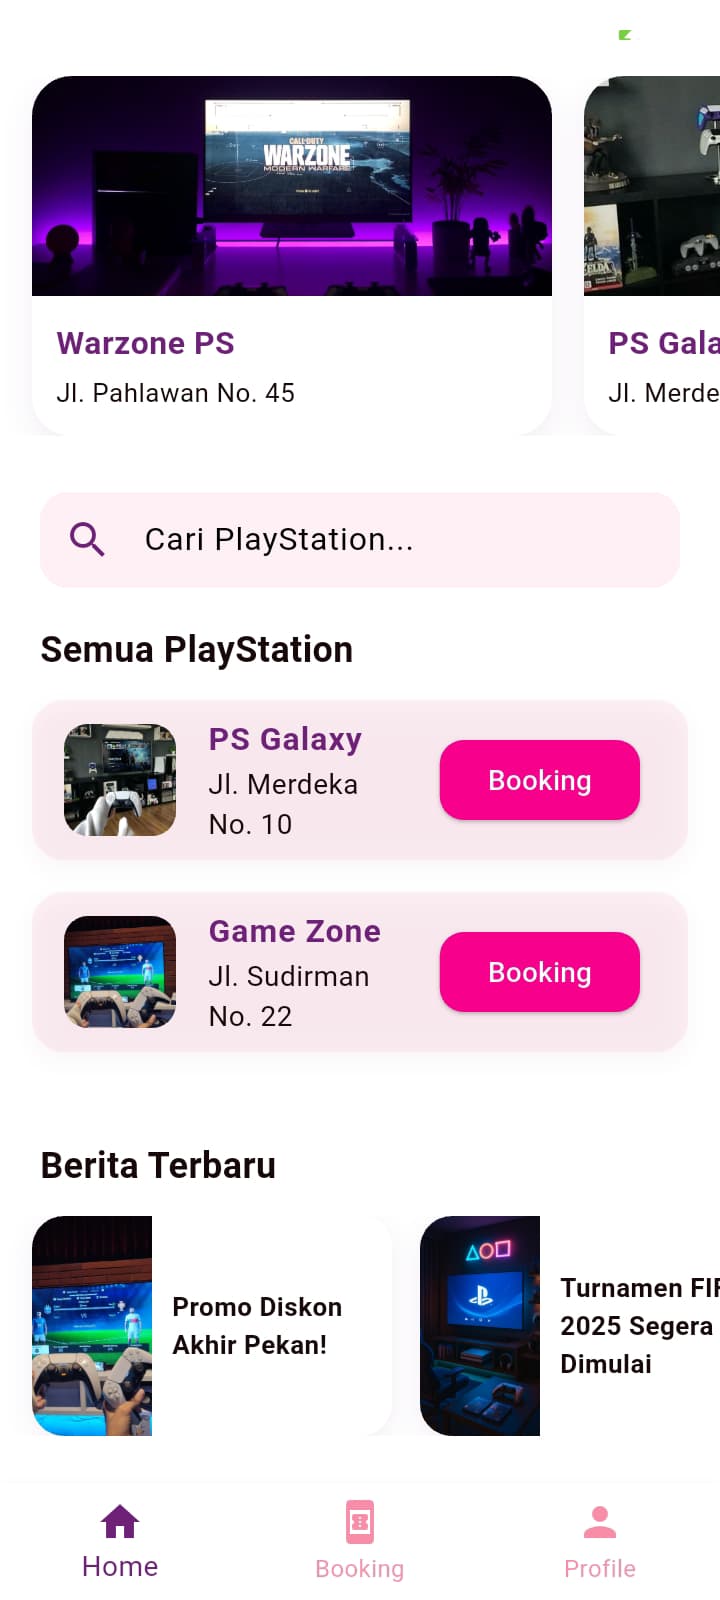 CALL·DUTY
WARZONE
MODERN WARFARE
Warzone PS
Jl. Pahlawan No. 45
ZELDA
PS Gala
Jl. Merde
Cari PlayStation...
Semua PlayStation
PS Galaxy
Jl. Merdeka
No. 10
Booking
Game Zone
Jl. Sudirman
No. 22
Booking
Berita Terbaru
Promo Diskon
Akhir Pekan!
Turnamen FIF
2025 Segera
Dimulai
Home
Booking
Profile